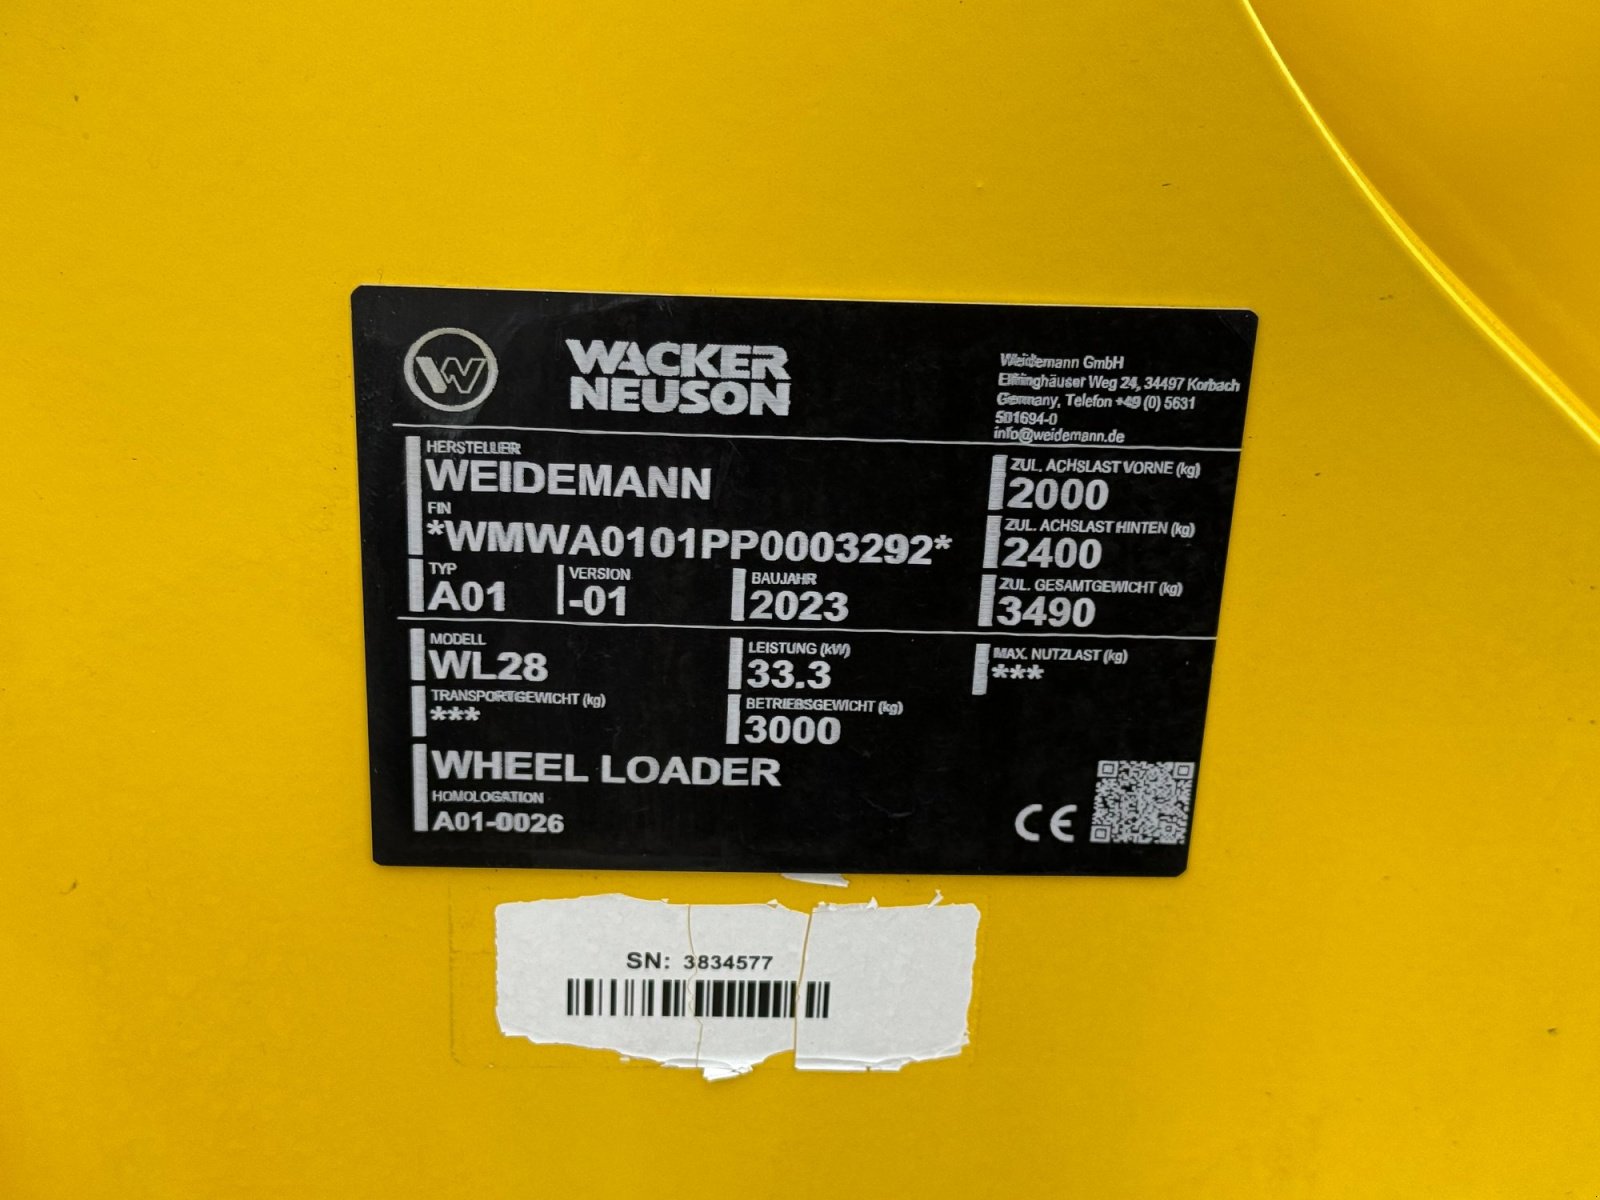 W
WACKER
NEUSON
Weidemann GmbH
Elfringhäuser Weg 24, 34497 Korbach
Germany, Telefon +49 (0) 5631
501694-0
info@weidemann.de
HERSTELLER
WEIDEMANN
FIN
*WMWA0101PP0003292*
TYP
A01
VERSION
-01
BAUJAHR
2023
ZUL. ACHSLAST VORNE (kg)
2000
ZUL. ACHSLAST HINTEN (kg)
2400
ZUL. GESAMTGEWICHT (kg)
3490
MODELL
WL28
LEISTUNG (kW)
33.3
MAX. NUTZLAST (kg)
***
TRANSPORTGEWICHT (kg)
***
BETRIEBSGEWICHT (kg)
3000
WHEEL LOADER
HOMOLOGATION
A01-0026
CE
SN: 3834577